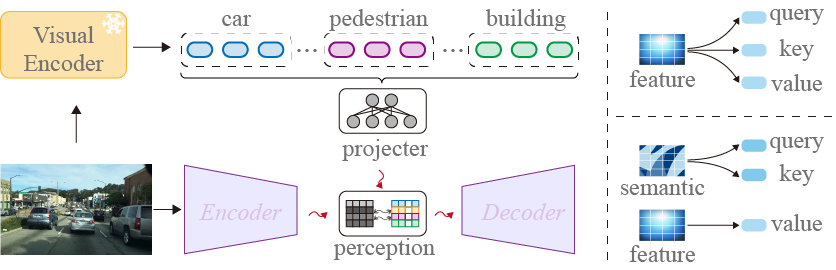 car
pedestrian
building
Visual
Encoder
...
...
projecter
Encoder
perception
Decoder
feature
query
key
value
semantic
query
key
feature
value